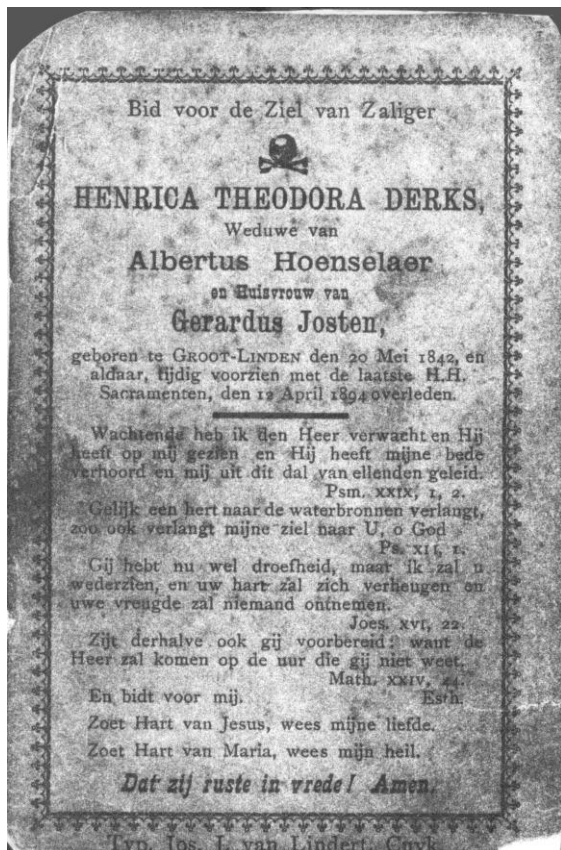 Bid voor de Ziel van Zaliger
HENRICA THEODORA DERKS,
Weduwe van
Albertus Hoenselaer
en Huisvrouw van
Gerardus Josten,
geboren te GROOT-LINDEN den 20 Mei 1842, en
aldaar, tijdig voorzien met de laatste H.H.
Sacramenten, den 12 April 1894 overleden.
Wachtende heb ik den Heer verwacht en Hij
heeft op mij gezien en Hij heeft mijne bede
verhoord en mij uit dit dal van ellenden geleid.
Psm. XXIX, 1, 2.
Gelijk een hert naar de waterbronnen verlangt,
zoo ook verlangt mijne ziel naar U, o God
Ps. XII, 1.
Gij hebt nu wel droefheid, maar ik zal u
wederzien, en uw hart zal zich verheugen en
uwe vreugde zal niemand ontnemen.
Joes. XVI, 22.
Zijt derhalve ook gij voorbereid: want de
Heer zal komen op de uur die gij niet weet.
Math. XXIV, 44.
En bidt voor mij. Esth.
Zoet Hart van Jesus, wees mijne liefde.
Zoet Hart van Maria, wees mijn heil.
Dat zij ruste in vrede! Amen.
Typ. Jos. J. van Lindert, Cuyk